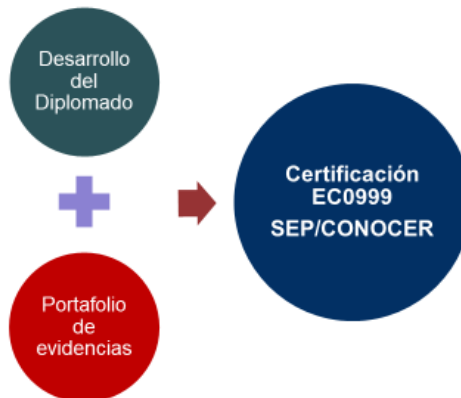 Desarrollo
del
Diplomado
Portafolio
de
evidencias
Certificación
EC0999
SEP/CONOCER